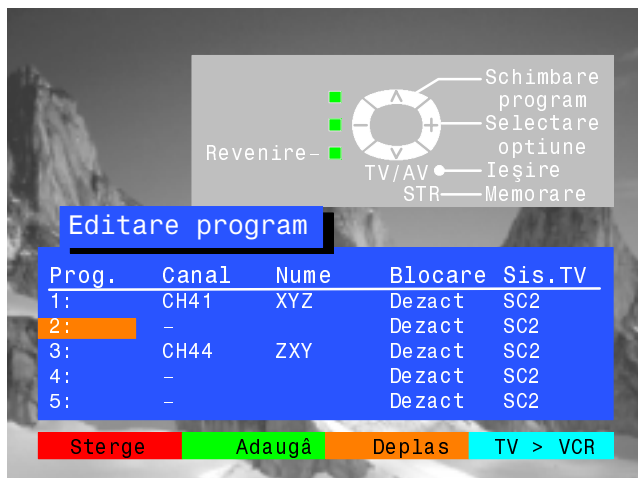 Schimbare
program
Selectare
optiune
Revenire–
TV/AV Ieşire
STR Memorare
Editare program
Prog. Canal Nume Blocare Sis.TV
1: CH41 XYZ Dezact SC2
2: – Dezact SC2
3: CH44 ZXY Dezact SC2
4: – Dezact SC2
5: – Dezact SC2
Sterge Adaugâ Deplas TV > VCR